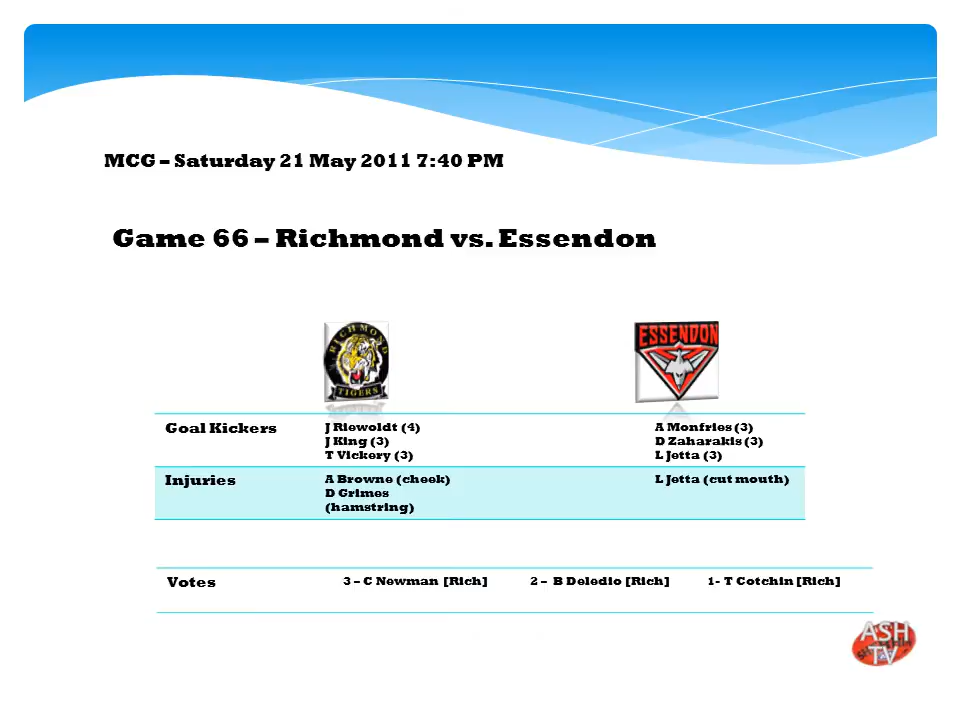 MCG – Saturday 21 May 2011 7:40 PM
Game 66 – Richmond vs. Essendon
RICHMOND
TIGERS
ESSENDON
Goal Kickers
J Riewoldt (4)
J King (3)
T Vickery (3)
A Monfries (3)
D Zaharakis (3)
L Jetta (3)
Injuries
A Browne (cheek)
D Grimes
(hamstring)
L Jetta (cut mouth)
Votes
3 – C Newman [Rich]
2 – B Deledio [Rich]
1- T Cotchin [Rich]
ASH
TV